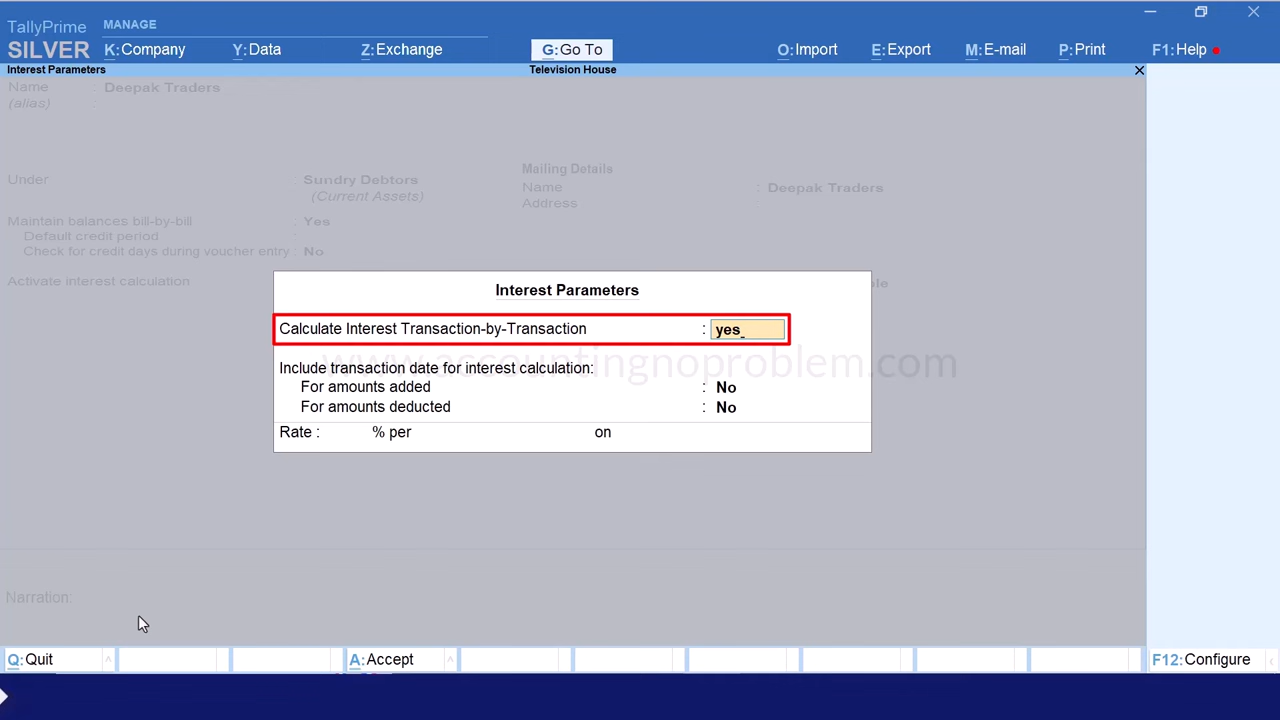 TallyPrime MANAGE
SILVER K:Company Y:Data Z:Exchange G:Go To O:Import E:Export M:E-mail P:Print F1:Help
Interest Parameters Television House
Name : Deepak Traders
(alias) :
Mailing Details
Under : Sundry Debtors
(Current Assets)
Name : Deepak Traders
Address :
Maintain balances bill-by-bill : Yes
Default credit period :
Check for credit days during voucher entry : No
Activate interest calculation
Interest Parameters
Calculate Interest Transaction-by-Transaction : yes
www.accountingnoproblem.com
Include transaction date for interest calculation:
For amounts added : No
For amounts deducted : No
Rate : % per on
Narration:
Q:Quit A:Accept F12:Configure